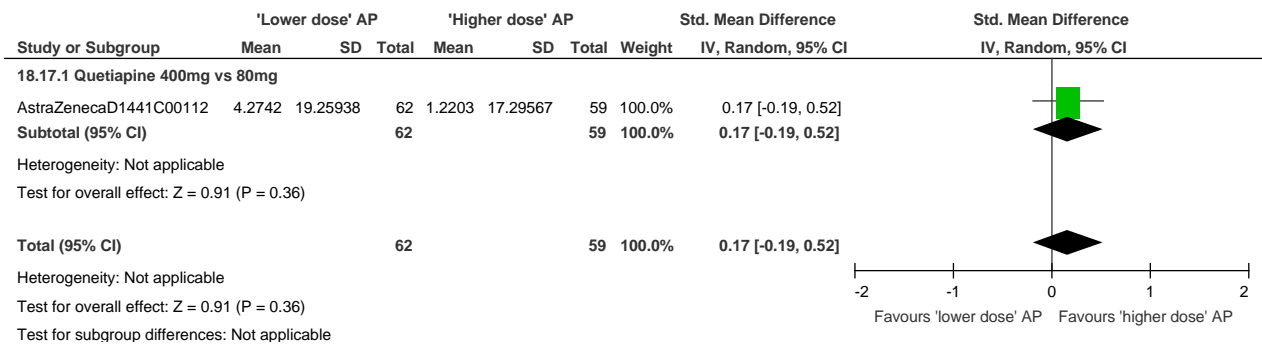 'Lower dose' AP 'Higher dose' AP Std. Mean Difference Std. Mean Difference
Study or Subgroup Mean SD Total Mean SD Total Weight IV, Random, 95% CI IV, Random, 95% CI
18.17.1 Quetiapine 400mg vs 80mg
AstraZenecaD1441C00112 4.2742 19.25938 62 1.2203 17.29567 59 100.0% 0.17 [-0.19, 0.52]
Subtotal (95% CI) 62 59 100.0% 0.17 [-0.19, 0.52]
Heterogeneity: Not applicable
Test for overall effect: Z = 0.91 (P = 0.36)
Total (95% CI) 62 59 100.0% 0.17 [-0.19, 0.52]
Heterogeneity: Not applicable
Test for overall effect: Z = 0.91 (P = 0.36)
Test for subgroup differences: Not applicable
-2 -1 0 1 2
Favours 'lower dose' AP Favours 'higher dose' AP